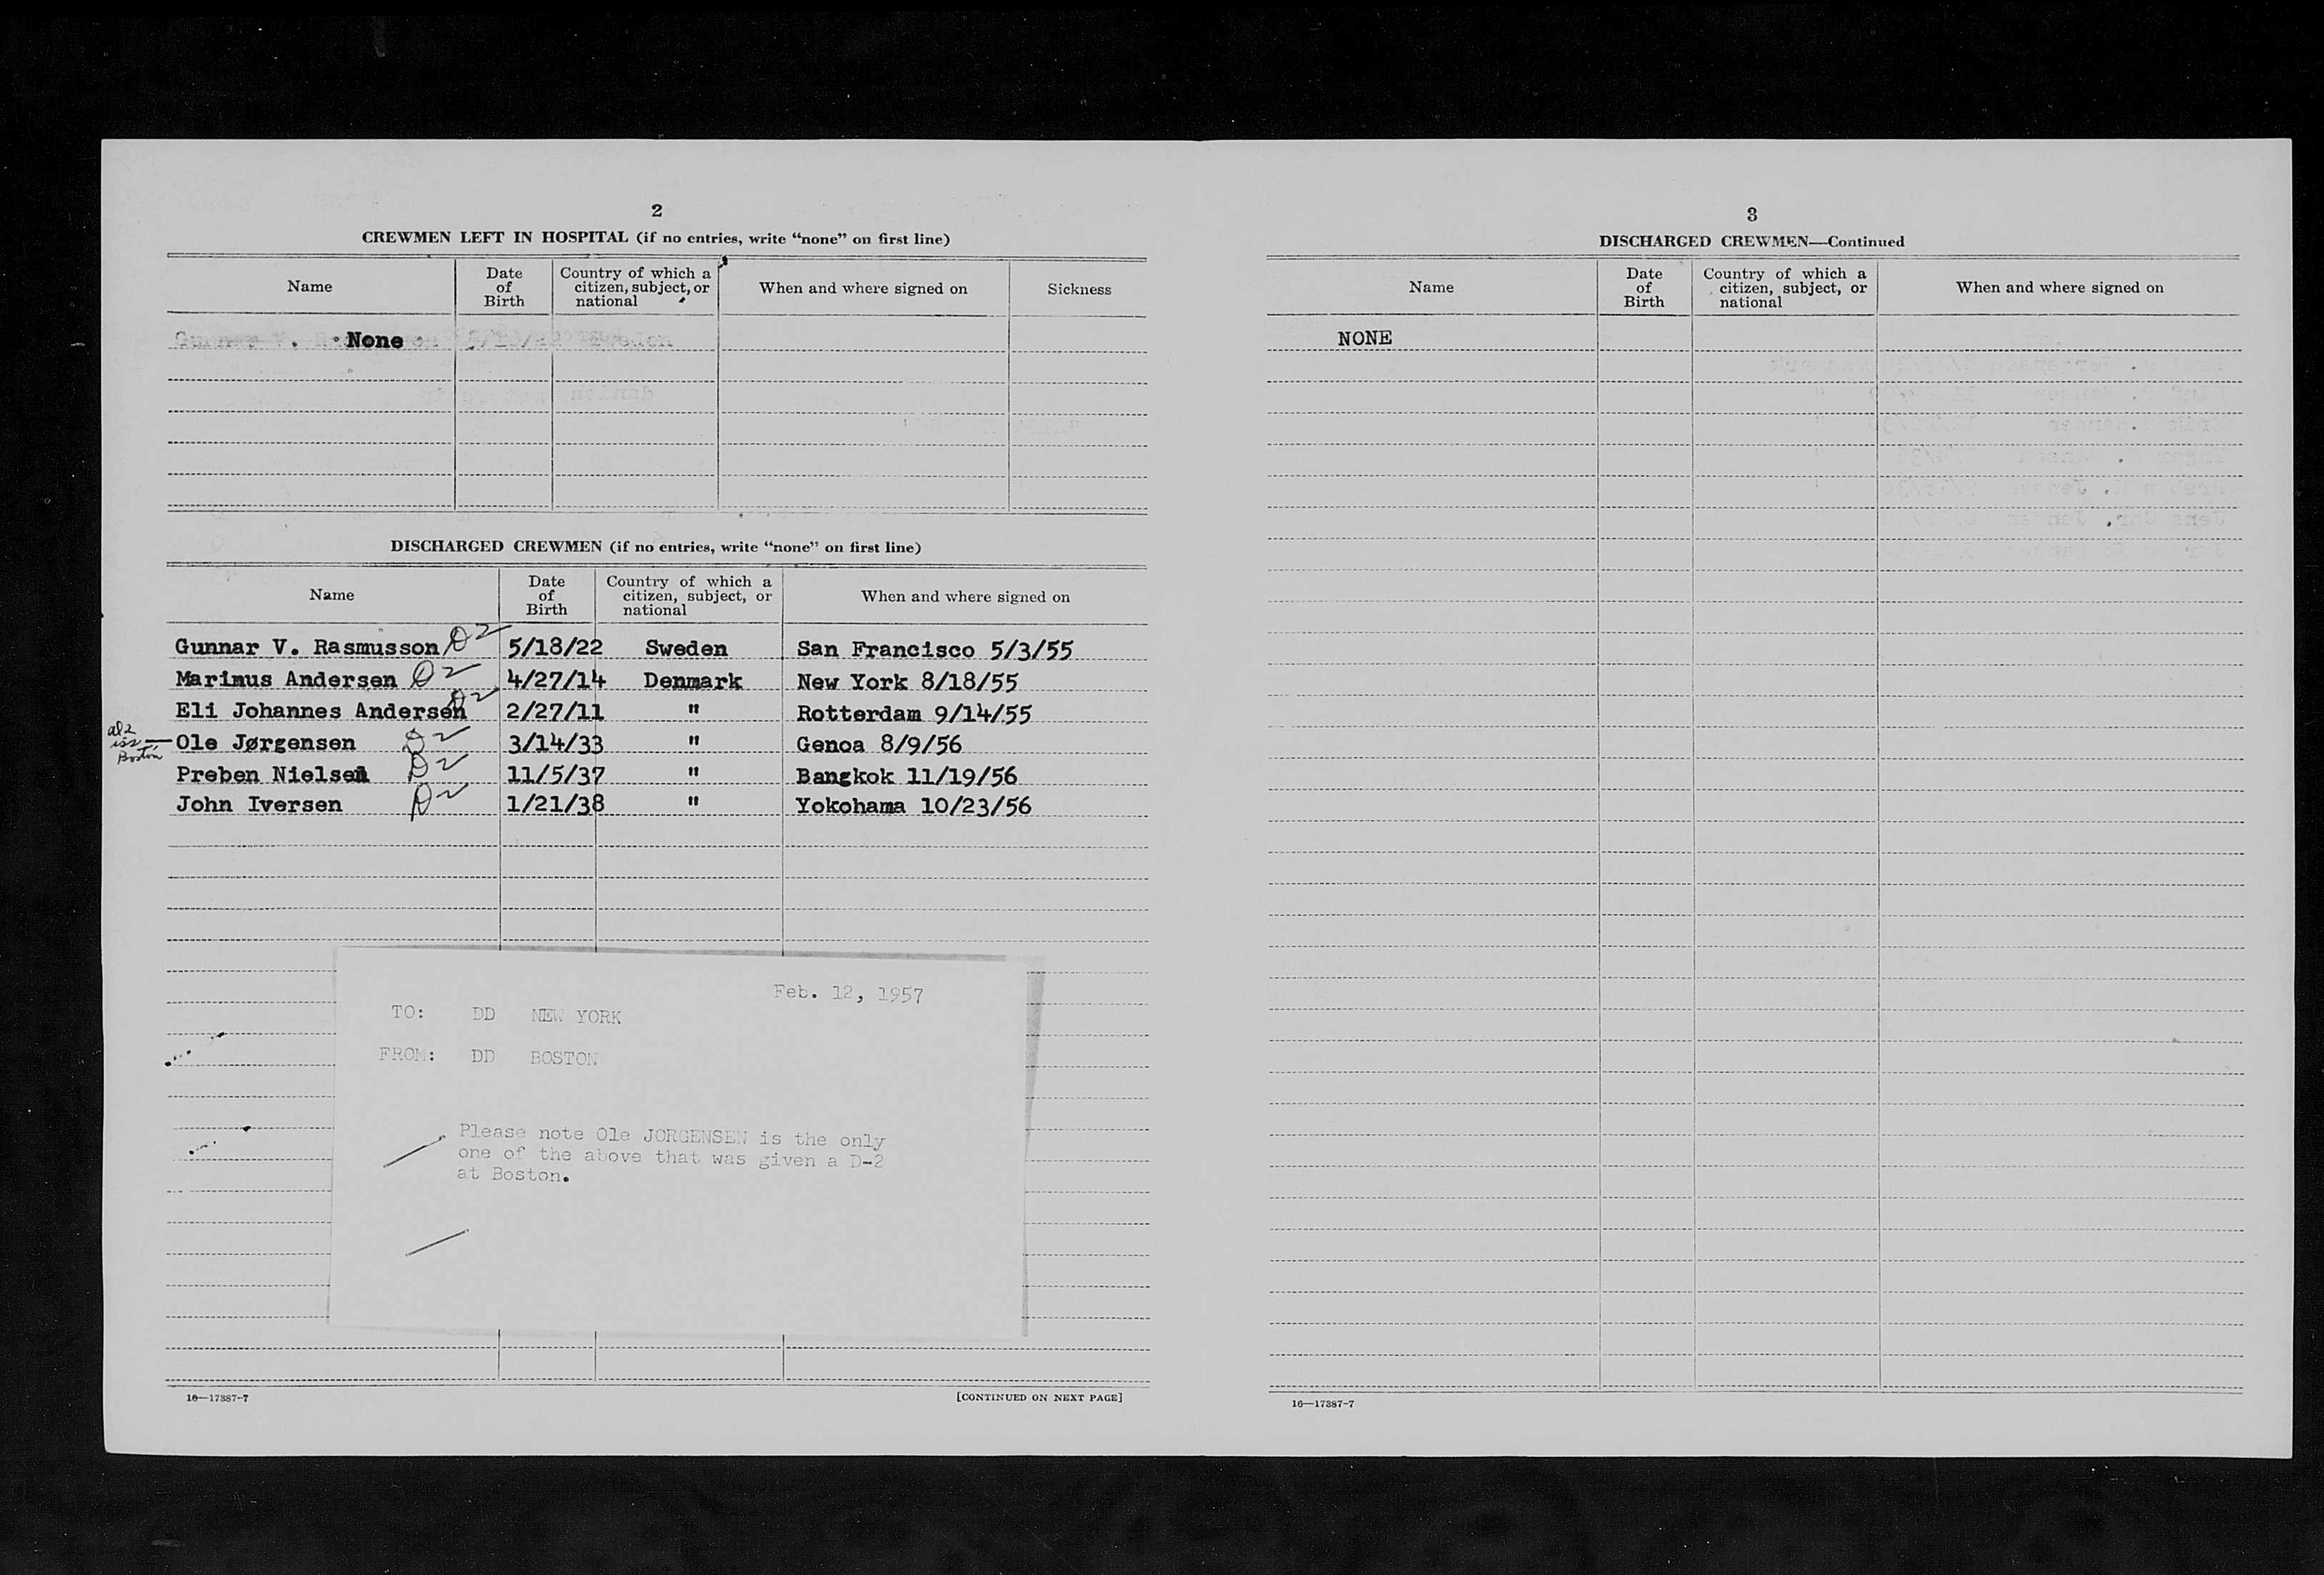 2
CREWMEN LEFT IN HOSPITAL (if no entries, write “none” on first line)
Name
Date of Birth
Country of which a citizen, subject, or national
When and where signed on
Sickness
None
DISCHARGED CREWMEN (if no entries, write “none” on first line)
Name
Date of Birth
Country of which a citizen, subject, or national
When and where signed on
Gunnar V. Rasmusson D2 5/18/22 Sweden San Francisco 5/3/55
Marinus Andersen D2 4/27/14 Denmark New York 8/18/55
Eli Johannes Andersen D2 2/27/11 " Rotterdam 9/14/55
Ole Jørgensen D2 3/14/33 " Genoa 8/9/56
iss Boston
Preben Nielsen D2 11/5/37 " Bangkok 11/19/56
John Iversen D2 1/21/38 " Yokohama 10/23/56
Feb. 12, 1957
TO: DD NEW YORK
FROM: DD BOSTON
Please note Ole JORGENSEN is the only
one of the above that was given a D-2
at Boston.
16—17387-7
[CONTINUED ON NEXT PAGE]
3
DISCHARGED CREWMEN—Continued
Name
Date of Birth
Country of which a citizen, subject, or national
When and where signed on
NONE
16—17387-7